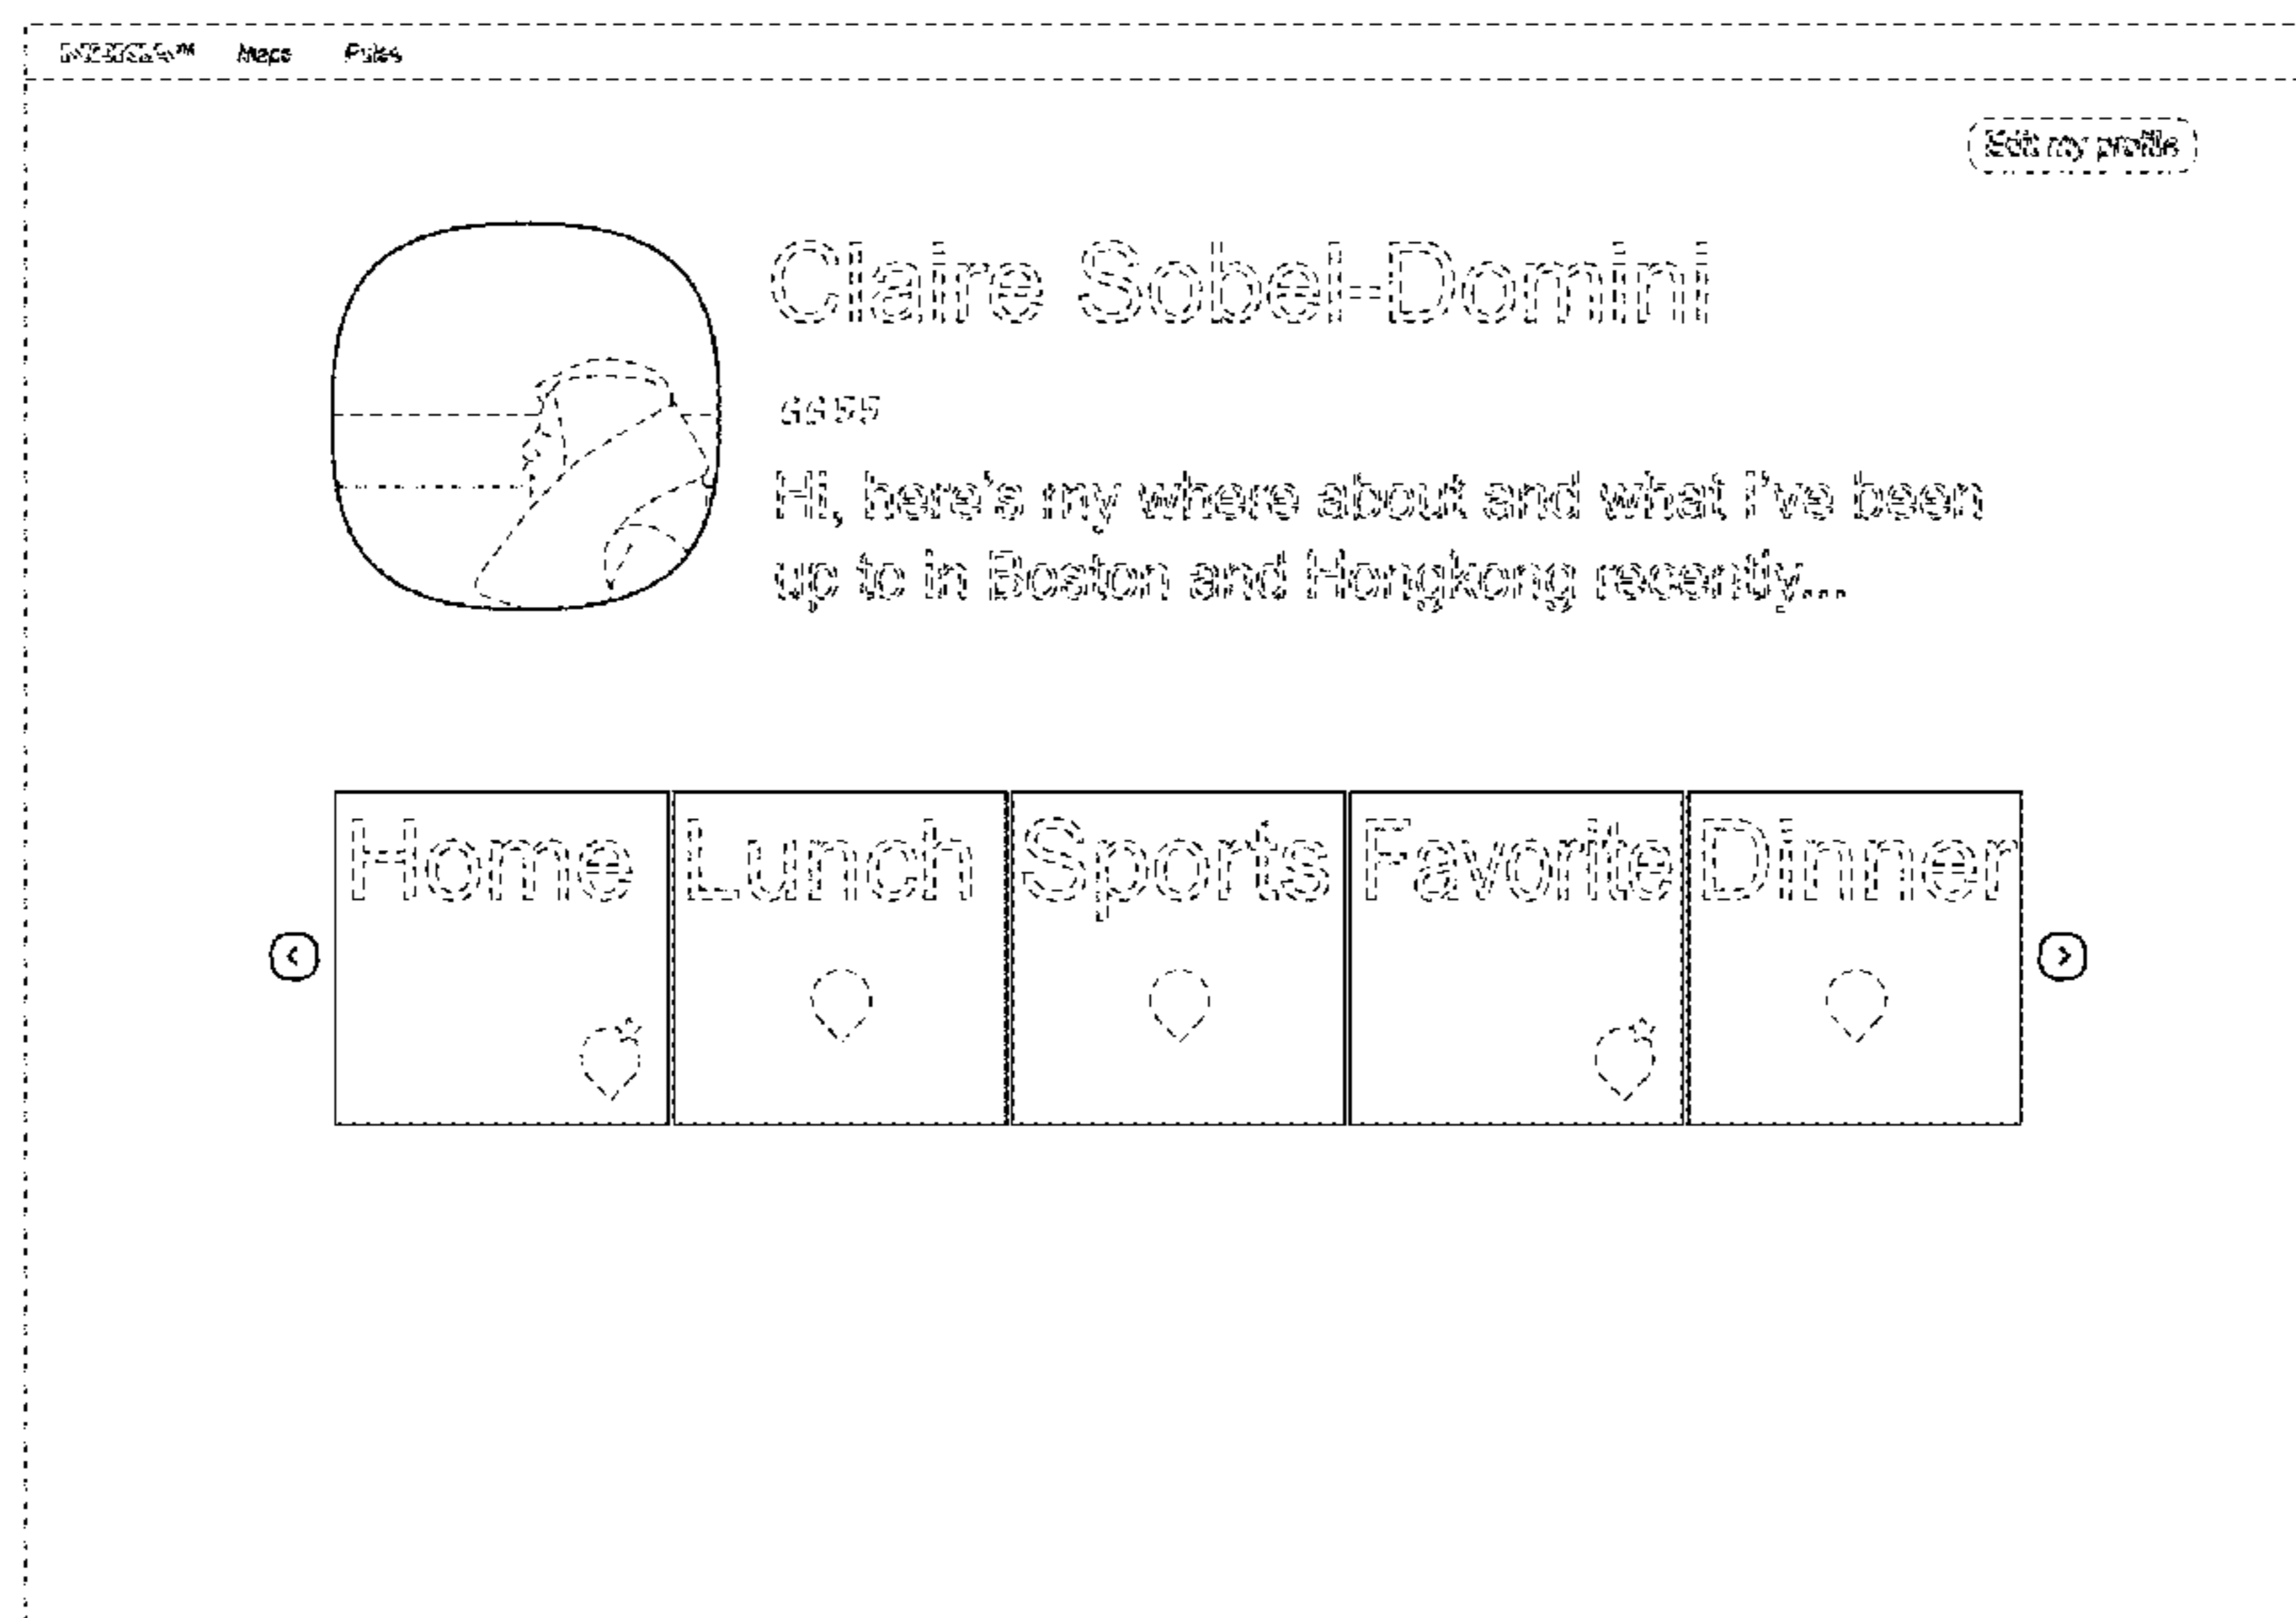 Maps Pulse
Edit my profile
Claire Sobel-Domini
Hi, here's my where about and what I've been
up to in Boston and Hongkong recently...
Home Lunch Sports Favorite Dinner